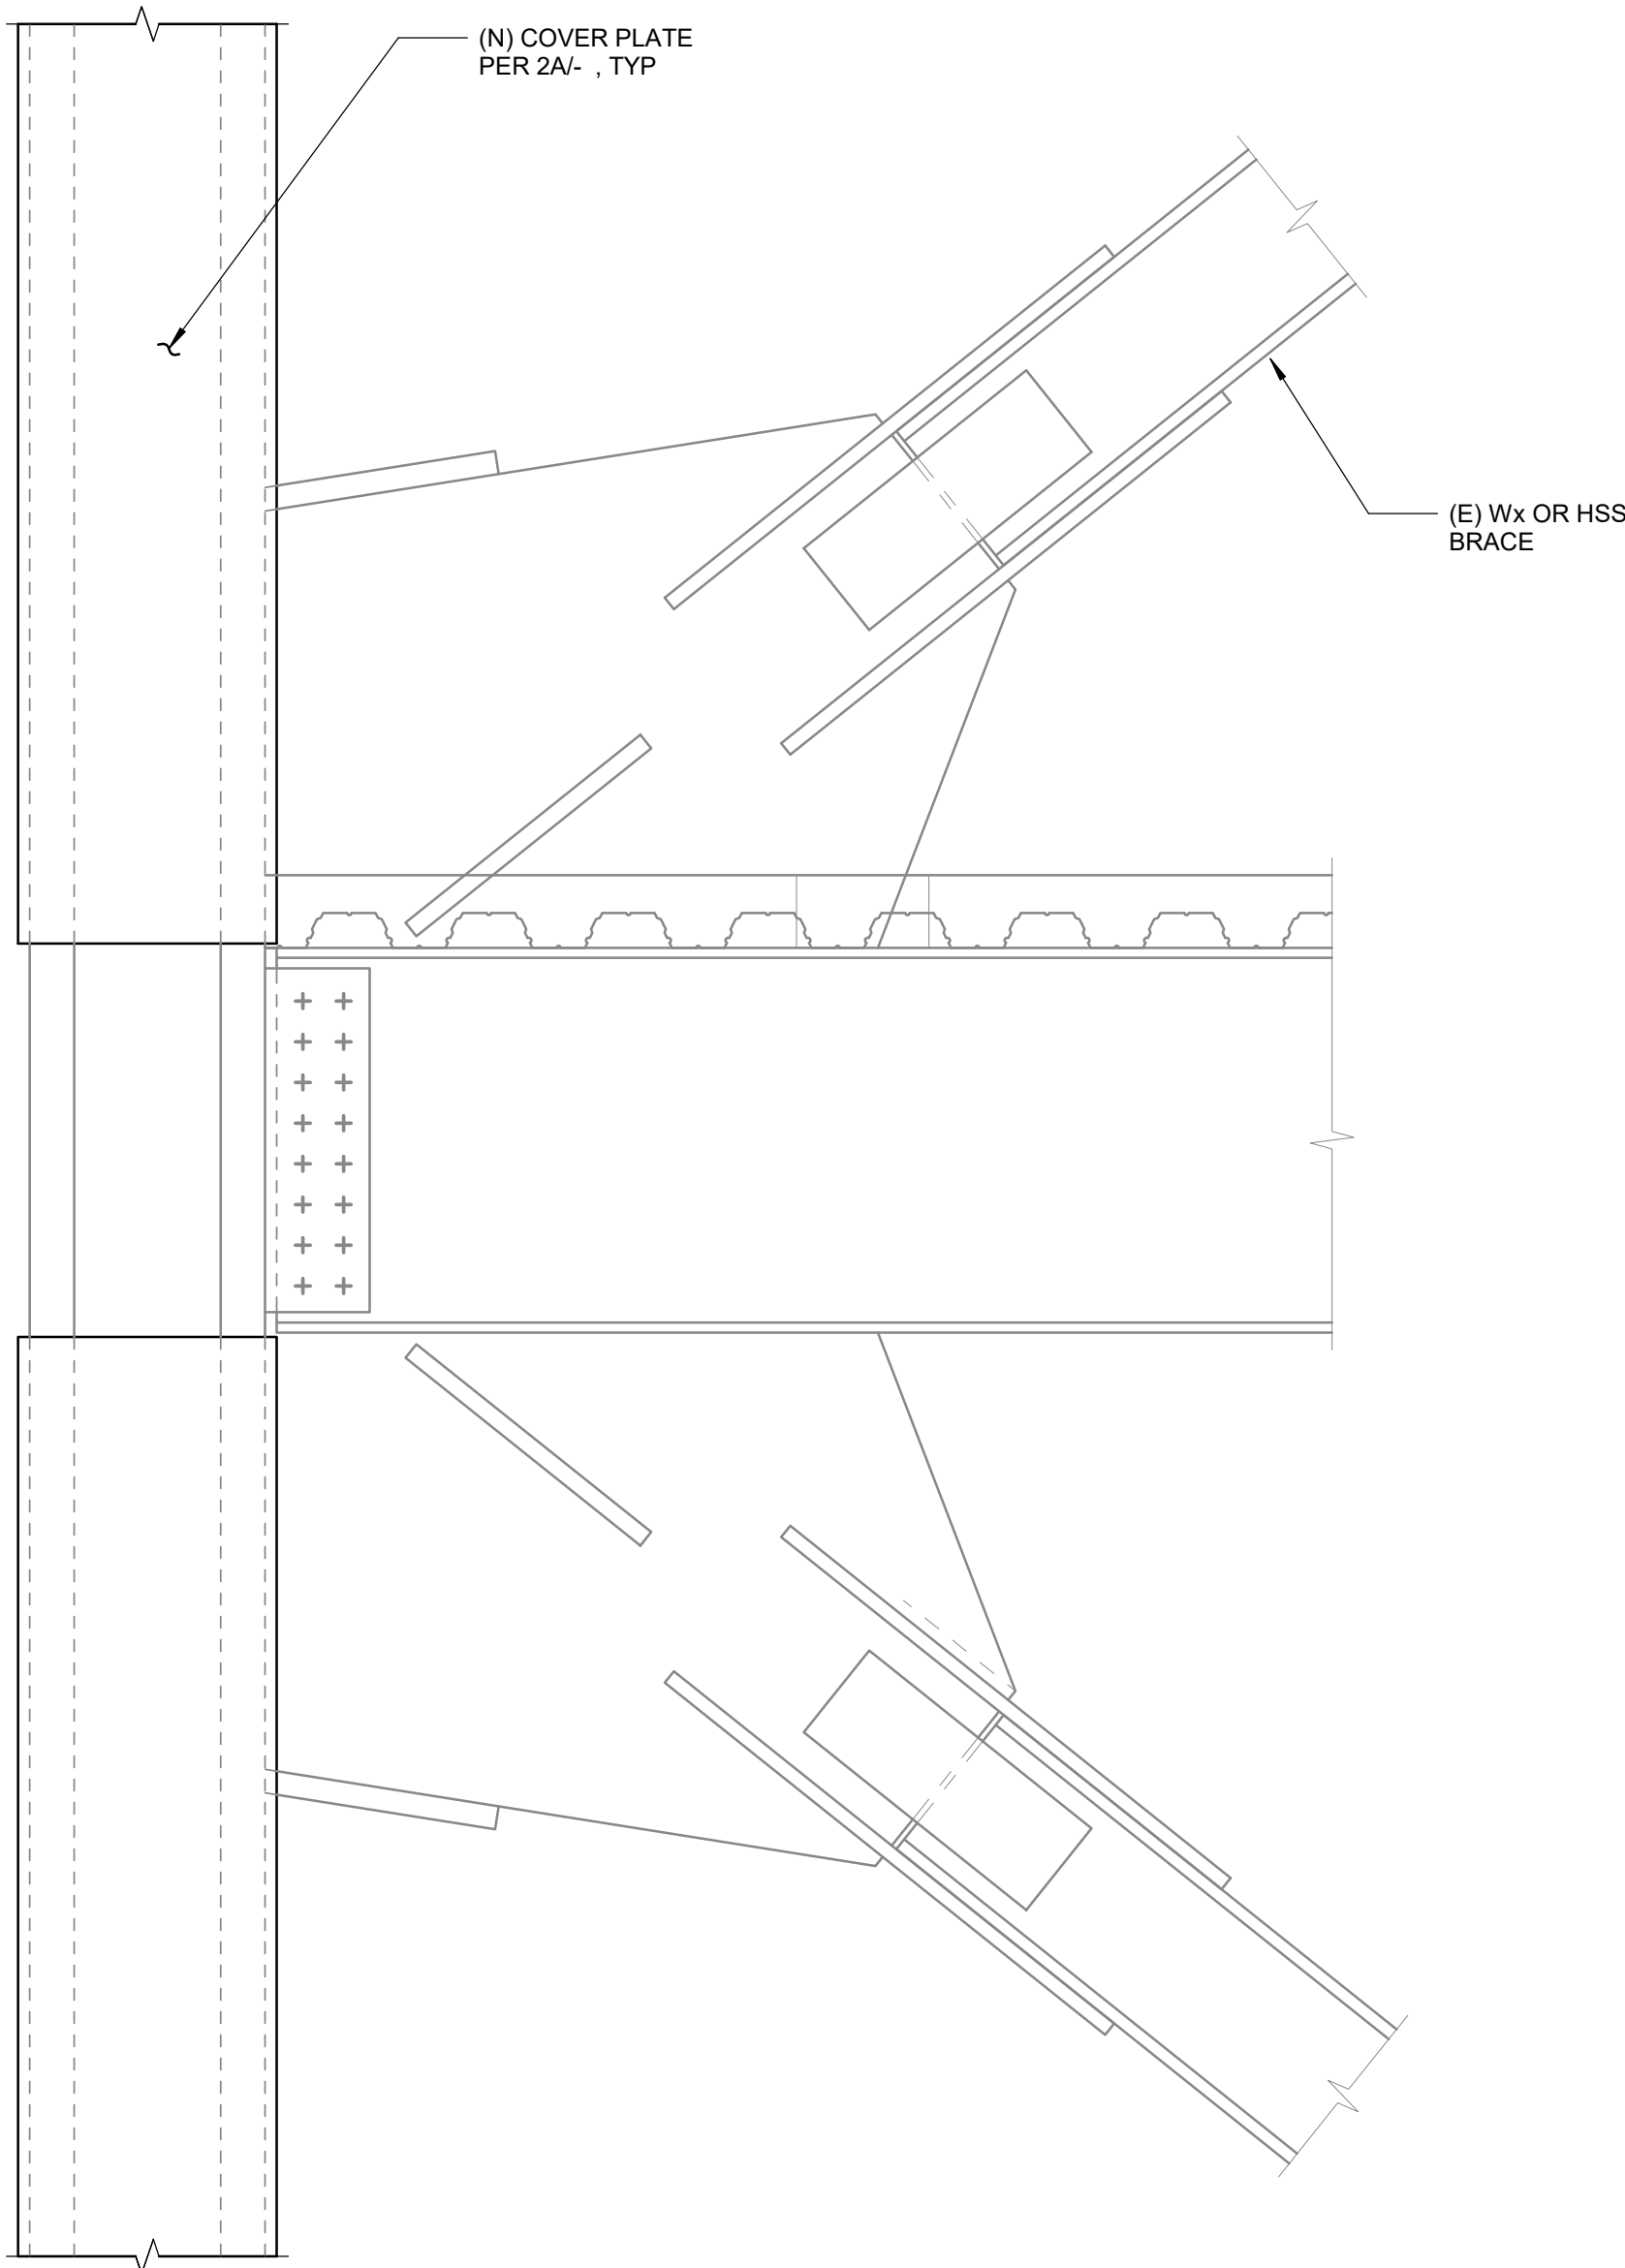 (N) COVER PLATE
PER 2A/- , TYP
(E) Wx OR HSS
BRACE